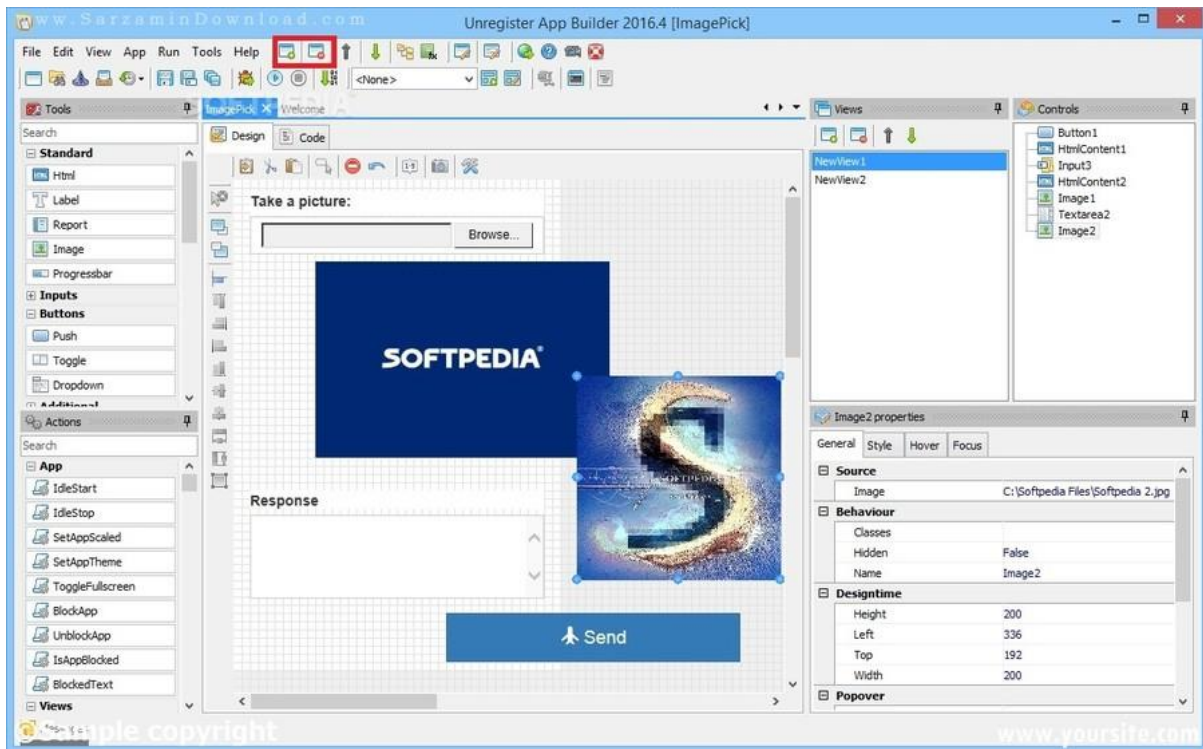 www.SarzaminDownload.com
Unregister App Builder 2016.4 [ImagePick]
File Edit View App Run Tools Help
<None>
Tools
Search
Standard
Html
Label
Report
Image
Progressbar
Inputs
Buttons
Push
Toggle
Dropdown
Additional
Actions
Search
App
IdleStart
IdleStop
SetAppScaled
SetAppTheme
ToggleFullscreen
BlockApp
UnblockApp
IsAppBlocked
BlockedText
Views
ImagePick Welcome
Design Code
Take a picture:
Browse...
SOFTPEDIA
Response
Send
Views
NewView1
NewView2
Controls
Button1
HtmlContent1
Input3
HtmlContent2
Image1
Textarea2
Image2
Image2 properties
General Style Hover Focus
Source
Image C:\Softpedia Files\Softpedia 2.jpg
Behaviour
Classes
Hidden False
Name Image2
Designtime
Height 200
Left 336
Top 192
Width 200
Popover
©Sample copyright
www.yoursite.com